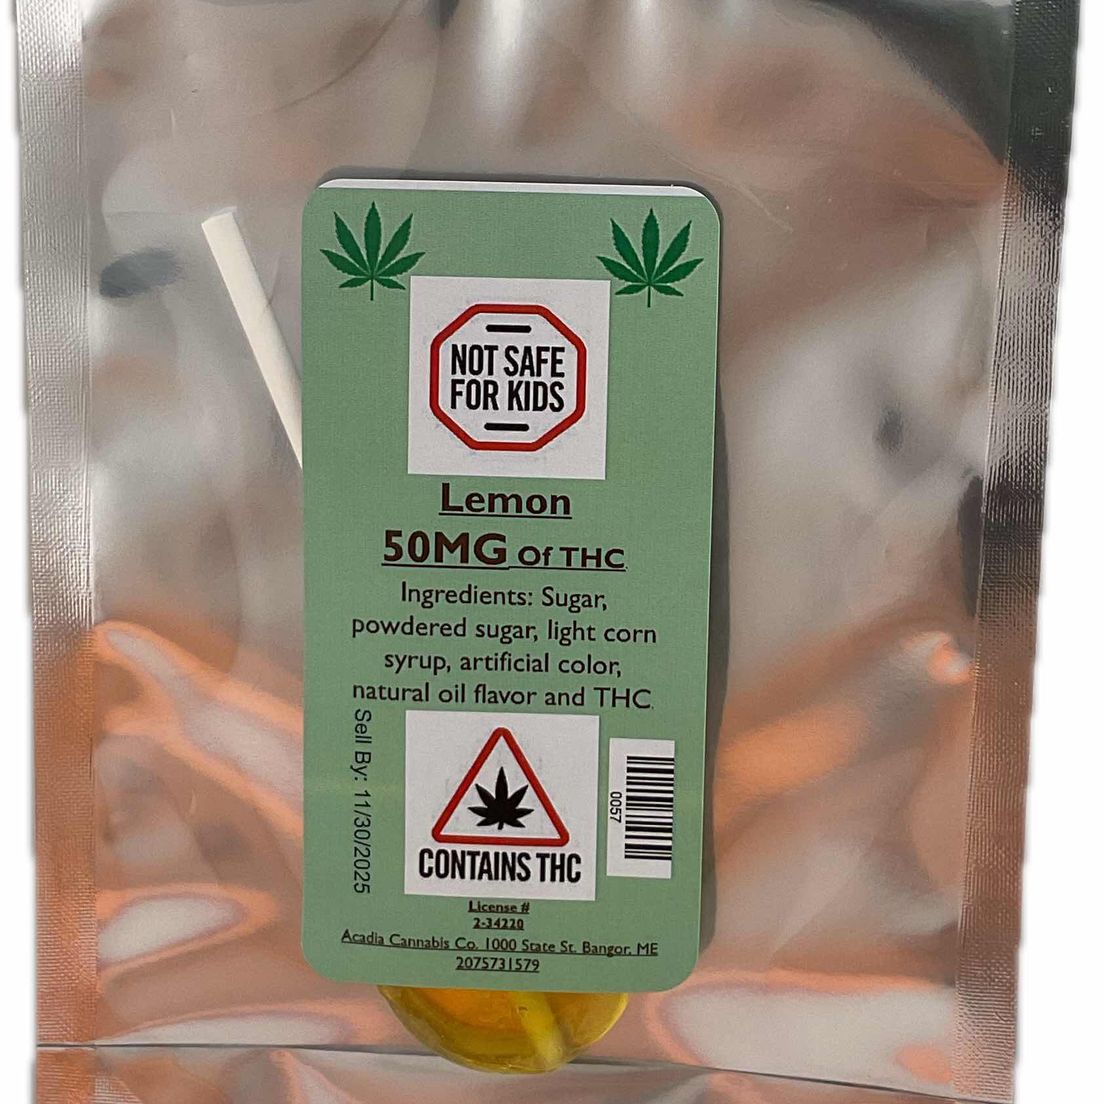 NOT SAFE
FOR KIDS
Lemon
50MG Of THC
Ingredients: Sugar,
powdered sugar, light corn
syrup, artificial color,
natural oil flavor and THC.
Sell By: 11/30/2025
CONTAINS THC
0057
License #
2-34220
Acadia Cannabis Co. 1000 State St. Bangor, ME
2075731579